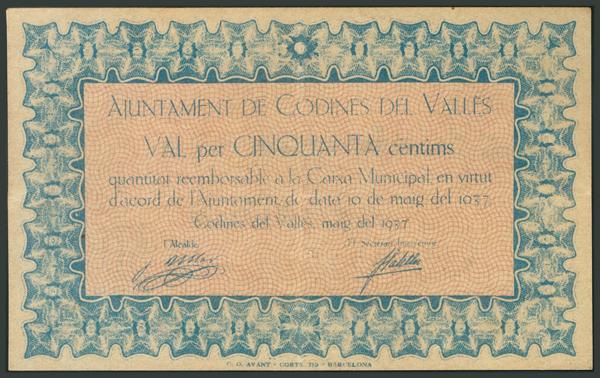 AJUNTAMENT DE CODINES DEL VALLÈS
VAL per CINQUANTA cèntims
quantitat reemborsable a la Caixa Municipal, en virtut
d'acord de l'Ajuntament, de data 10 de maig del 1937.
Codines del Vallès, maig del 1937
l'Alcalde,
El Secretari-Interventor,
G. O. AVANT - CORTS, 719 - BARCELONA